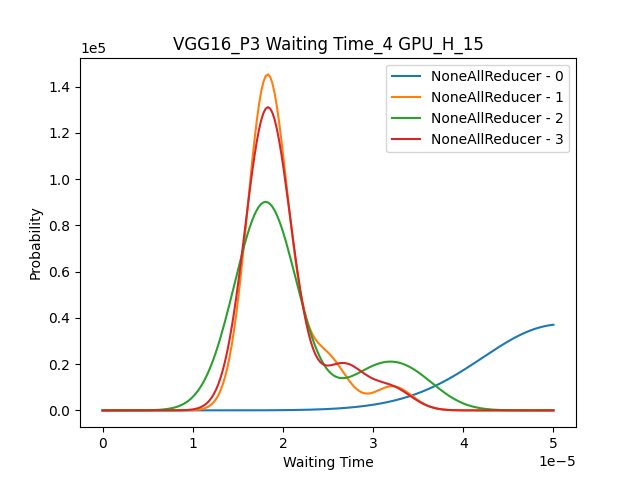 VGG16_P3 Waiting Time_4 GPU_H_15
1e5
NoneAllReducer - 0
NoneAllReducer - 1
NoneAllReducer - 2
NoneAllReducer - 3
1.4
1.2
1.0
0.8
0.6
0.4
0.2
0.0
Probability
0 1 2 3 4 5
1e−5
Waiting Time